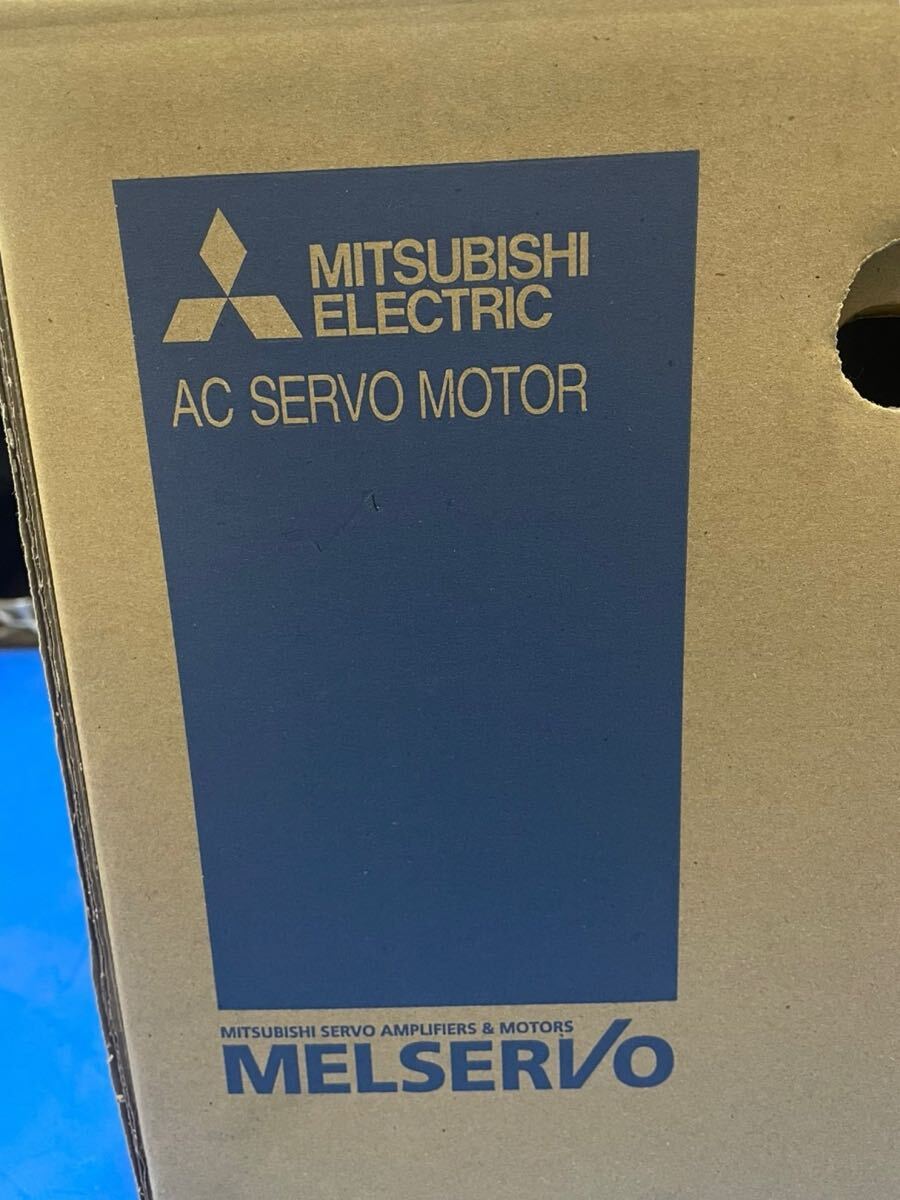 MITSUBISHI
ELECTRIC
AC SERVO MOTOR
MITSUBISHI SERVO AMPLIFIERS & MOTORS
MELSERVO